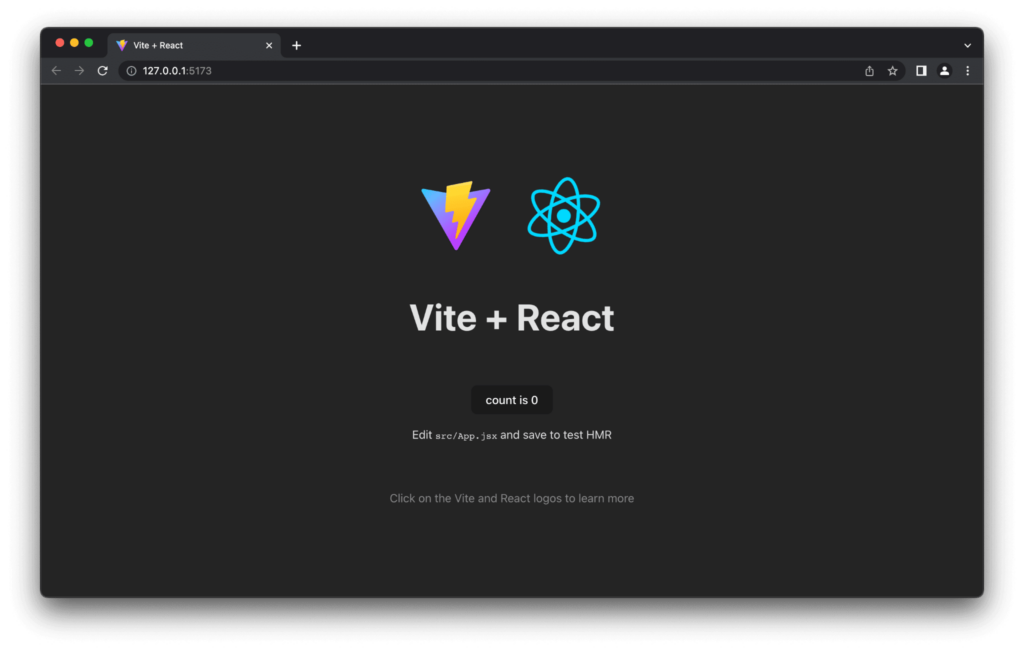 Vite + React
127.0.0.1:5173
Vite + React
count is 0
Edit src/App.jsx and save to test HMR
Click on the Vite and React logos to learn more